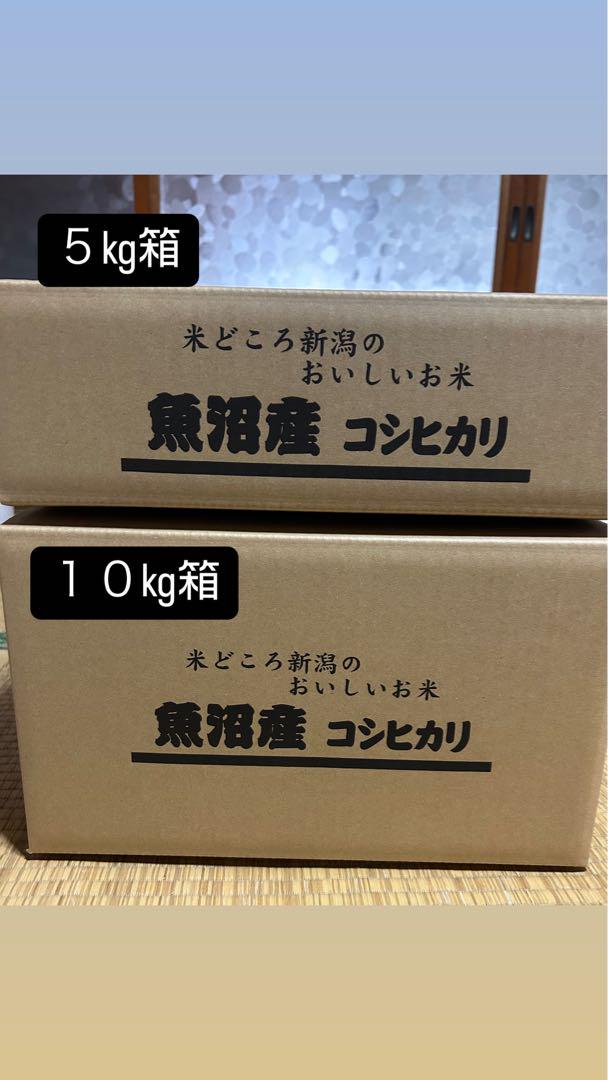 ５㎏箱
米どころ新潟の
おいしいお米
魚沼産 コシヒカリ
１０㎏箱
米どころ新潟の
おいしいお米
魚沼産 コシヒカリ